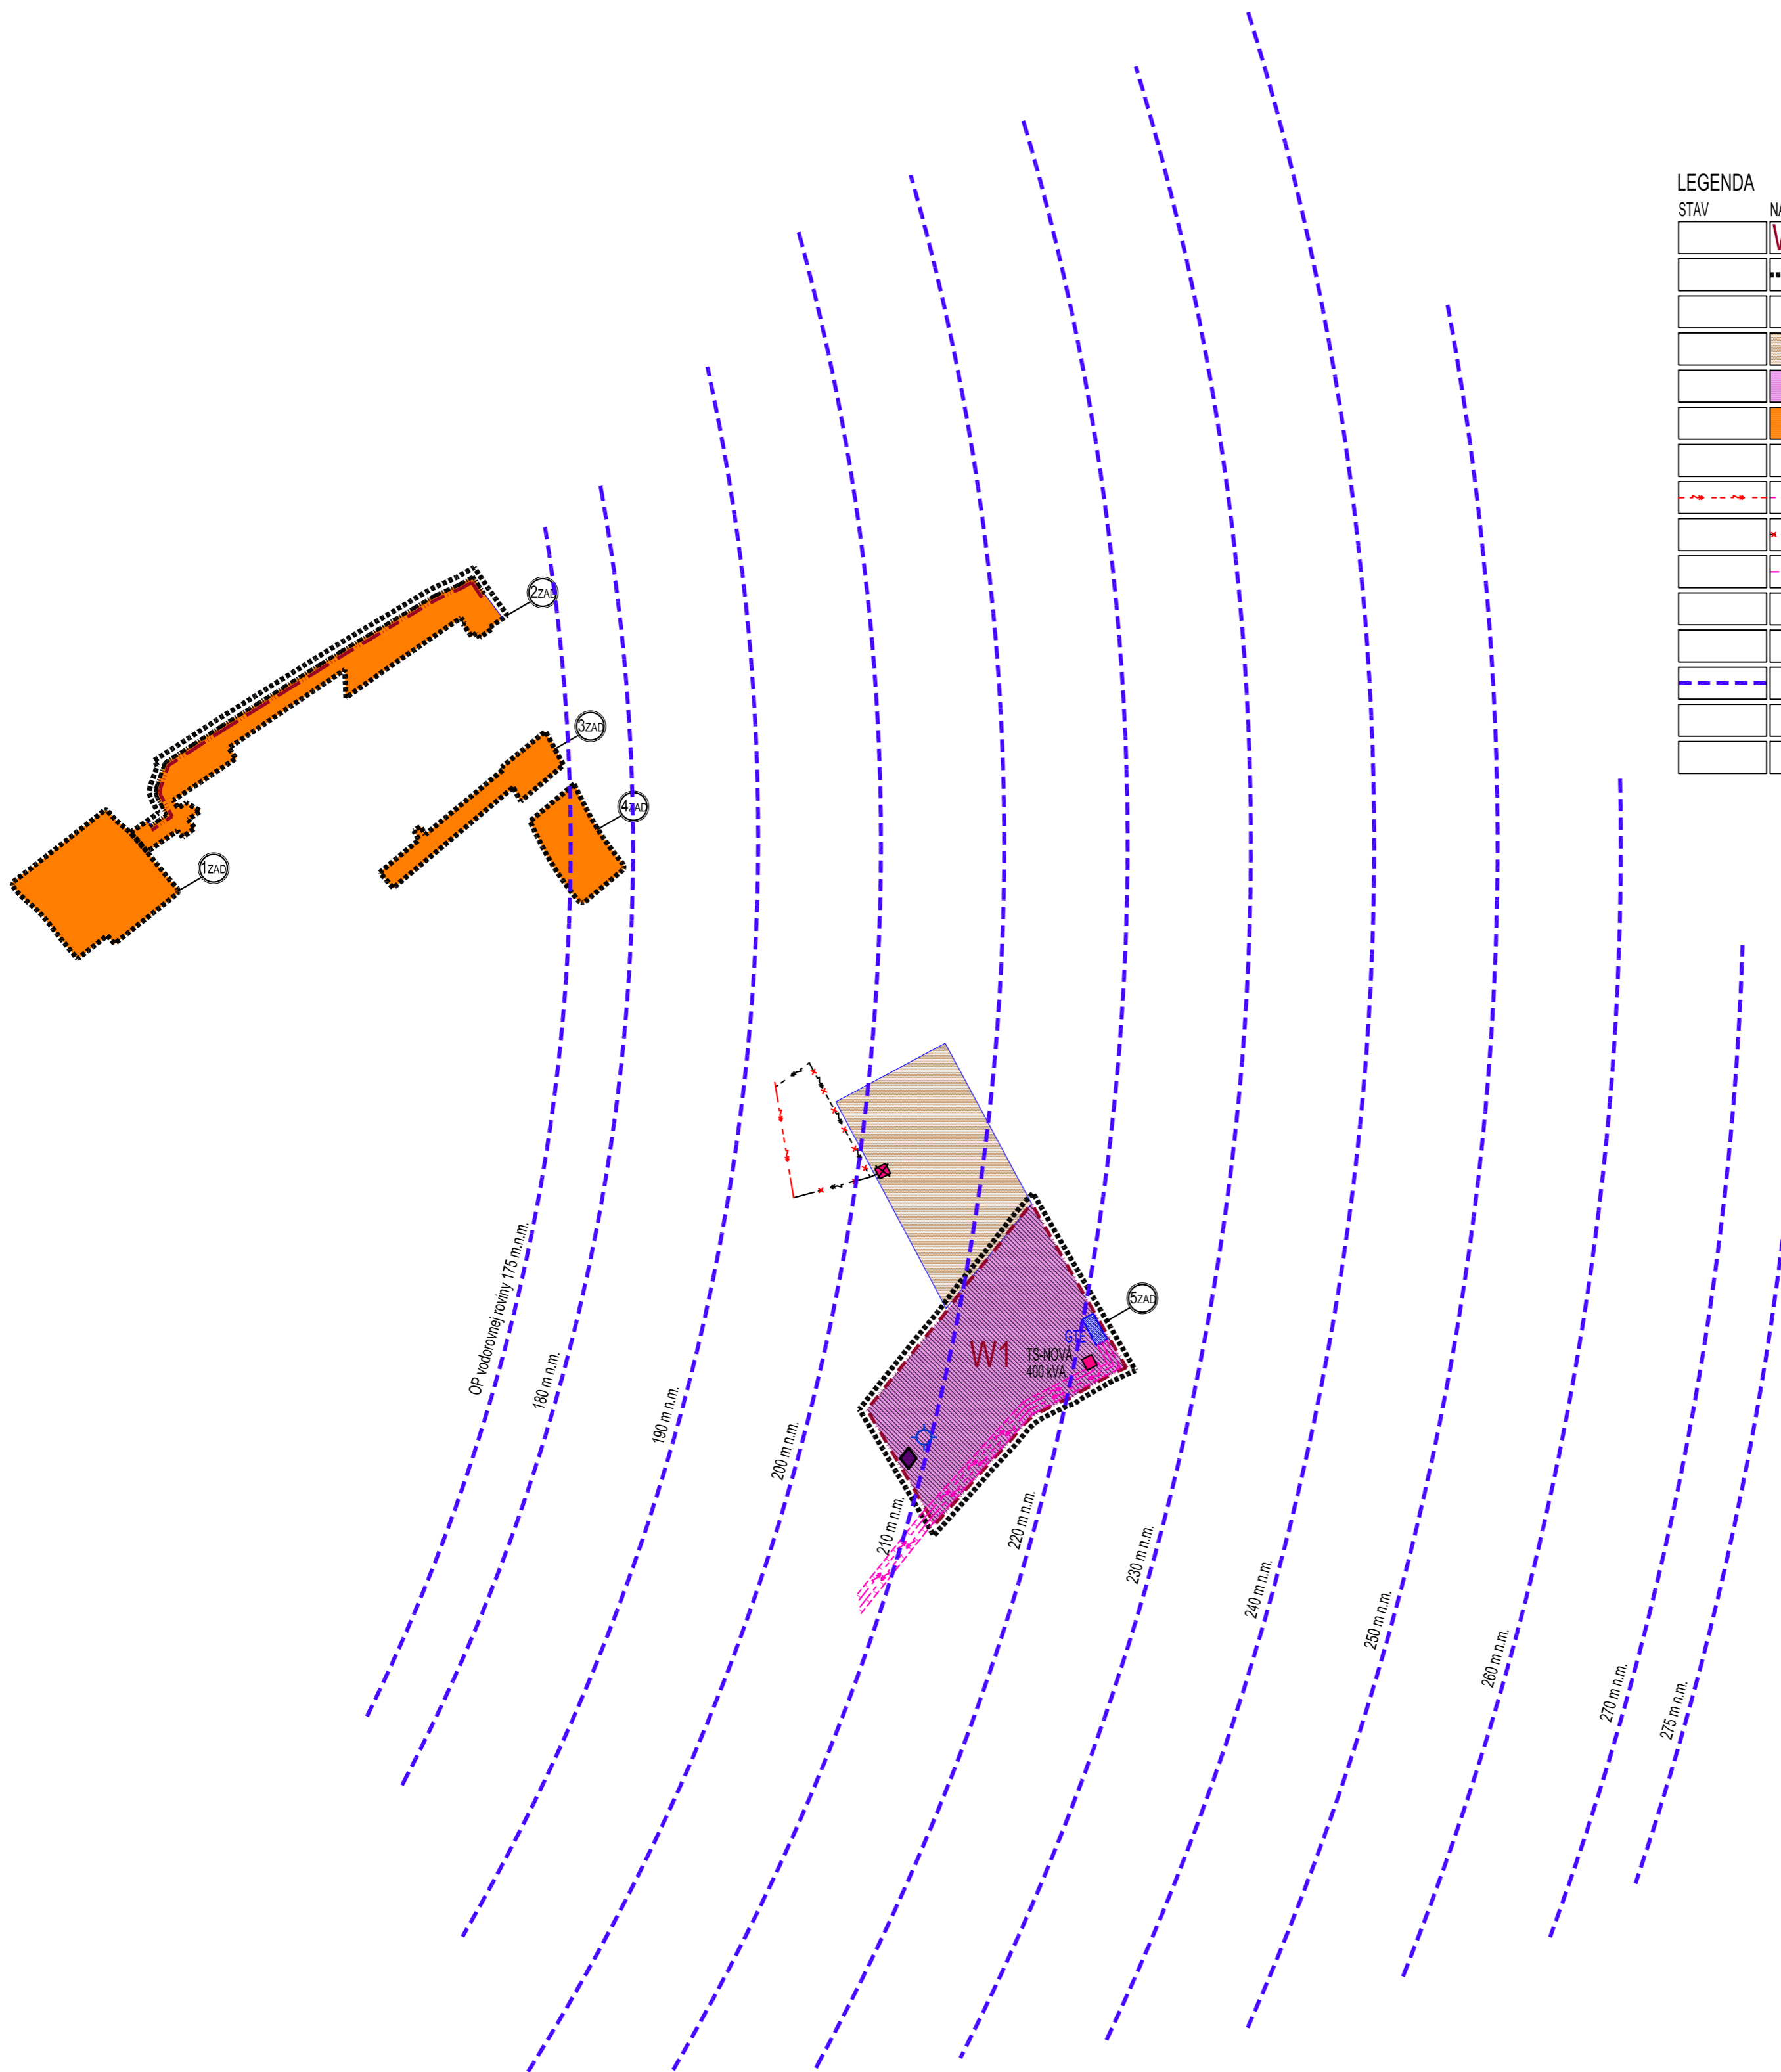 LEGENDA
STAV
2ZAD
3ZAD
4ZAD
1ZAD
5ZAD
W1
TS-NOVÁ
400 kVA
OP vodorovnej roviny 175 m.n.m.
180 m n.m.
190 m n.m.
200 m n.m.
210 m n.m.
220 m n.m.
230 m n.m.
240 m n.m.
250 m n.m.
260 m n.m.
270 m n.m.
275 m n.m.